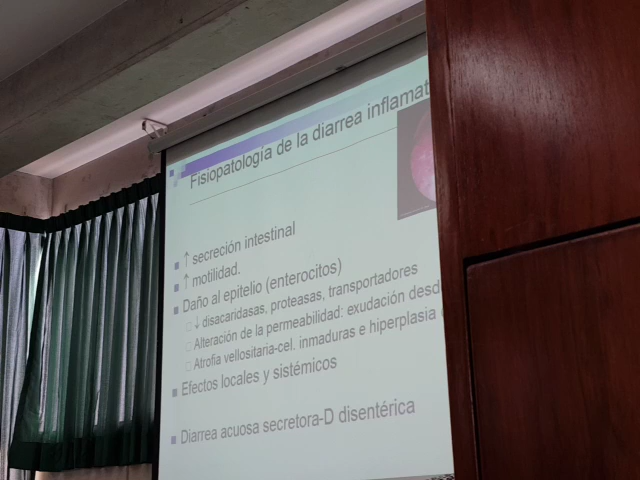 Fisiopatología de la diarrea inflamat
↑ secreción intestinal
↑ motilidad.
Daño al epitelio (enterocitos)
↓ disacaridasas, proteasas, transportadores
Alteración de la permeabilidad: exudación desd
Atrofia vellositaria-cel. inmaduras e hiperplasia
Efectos locales y sistémicos
Diarrea acuosa secretora-D disentérica